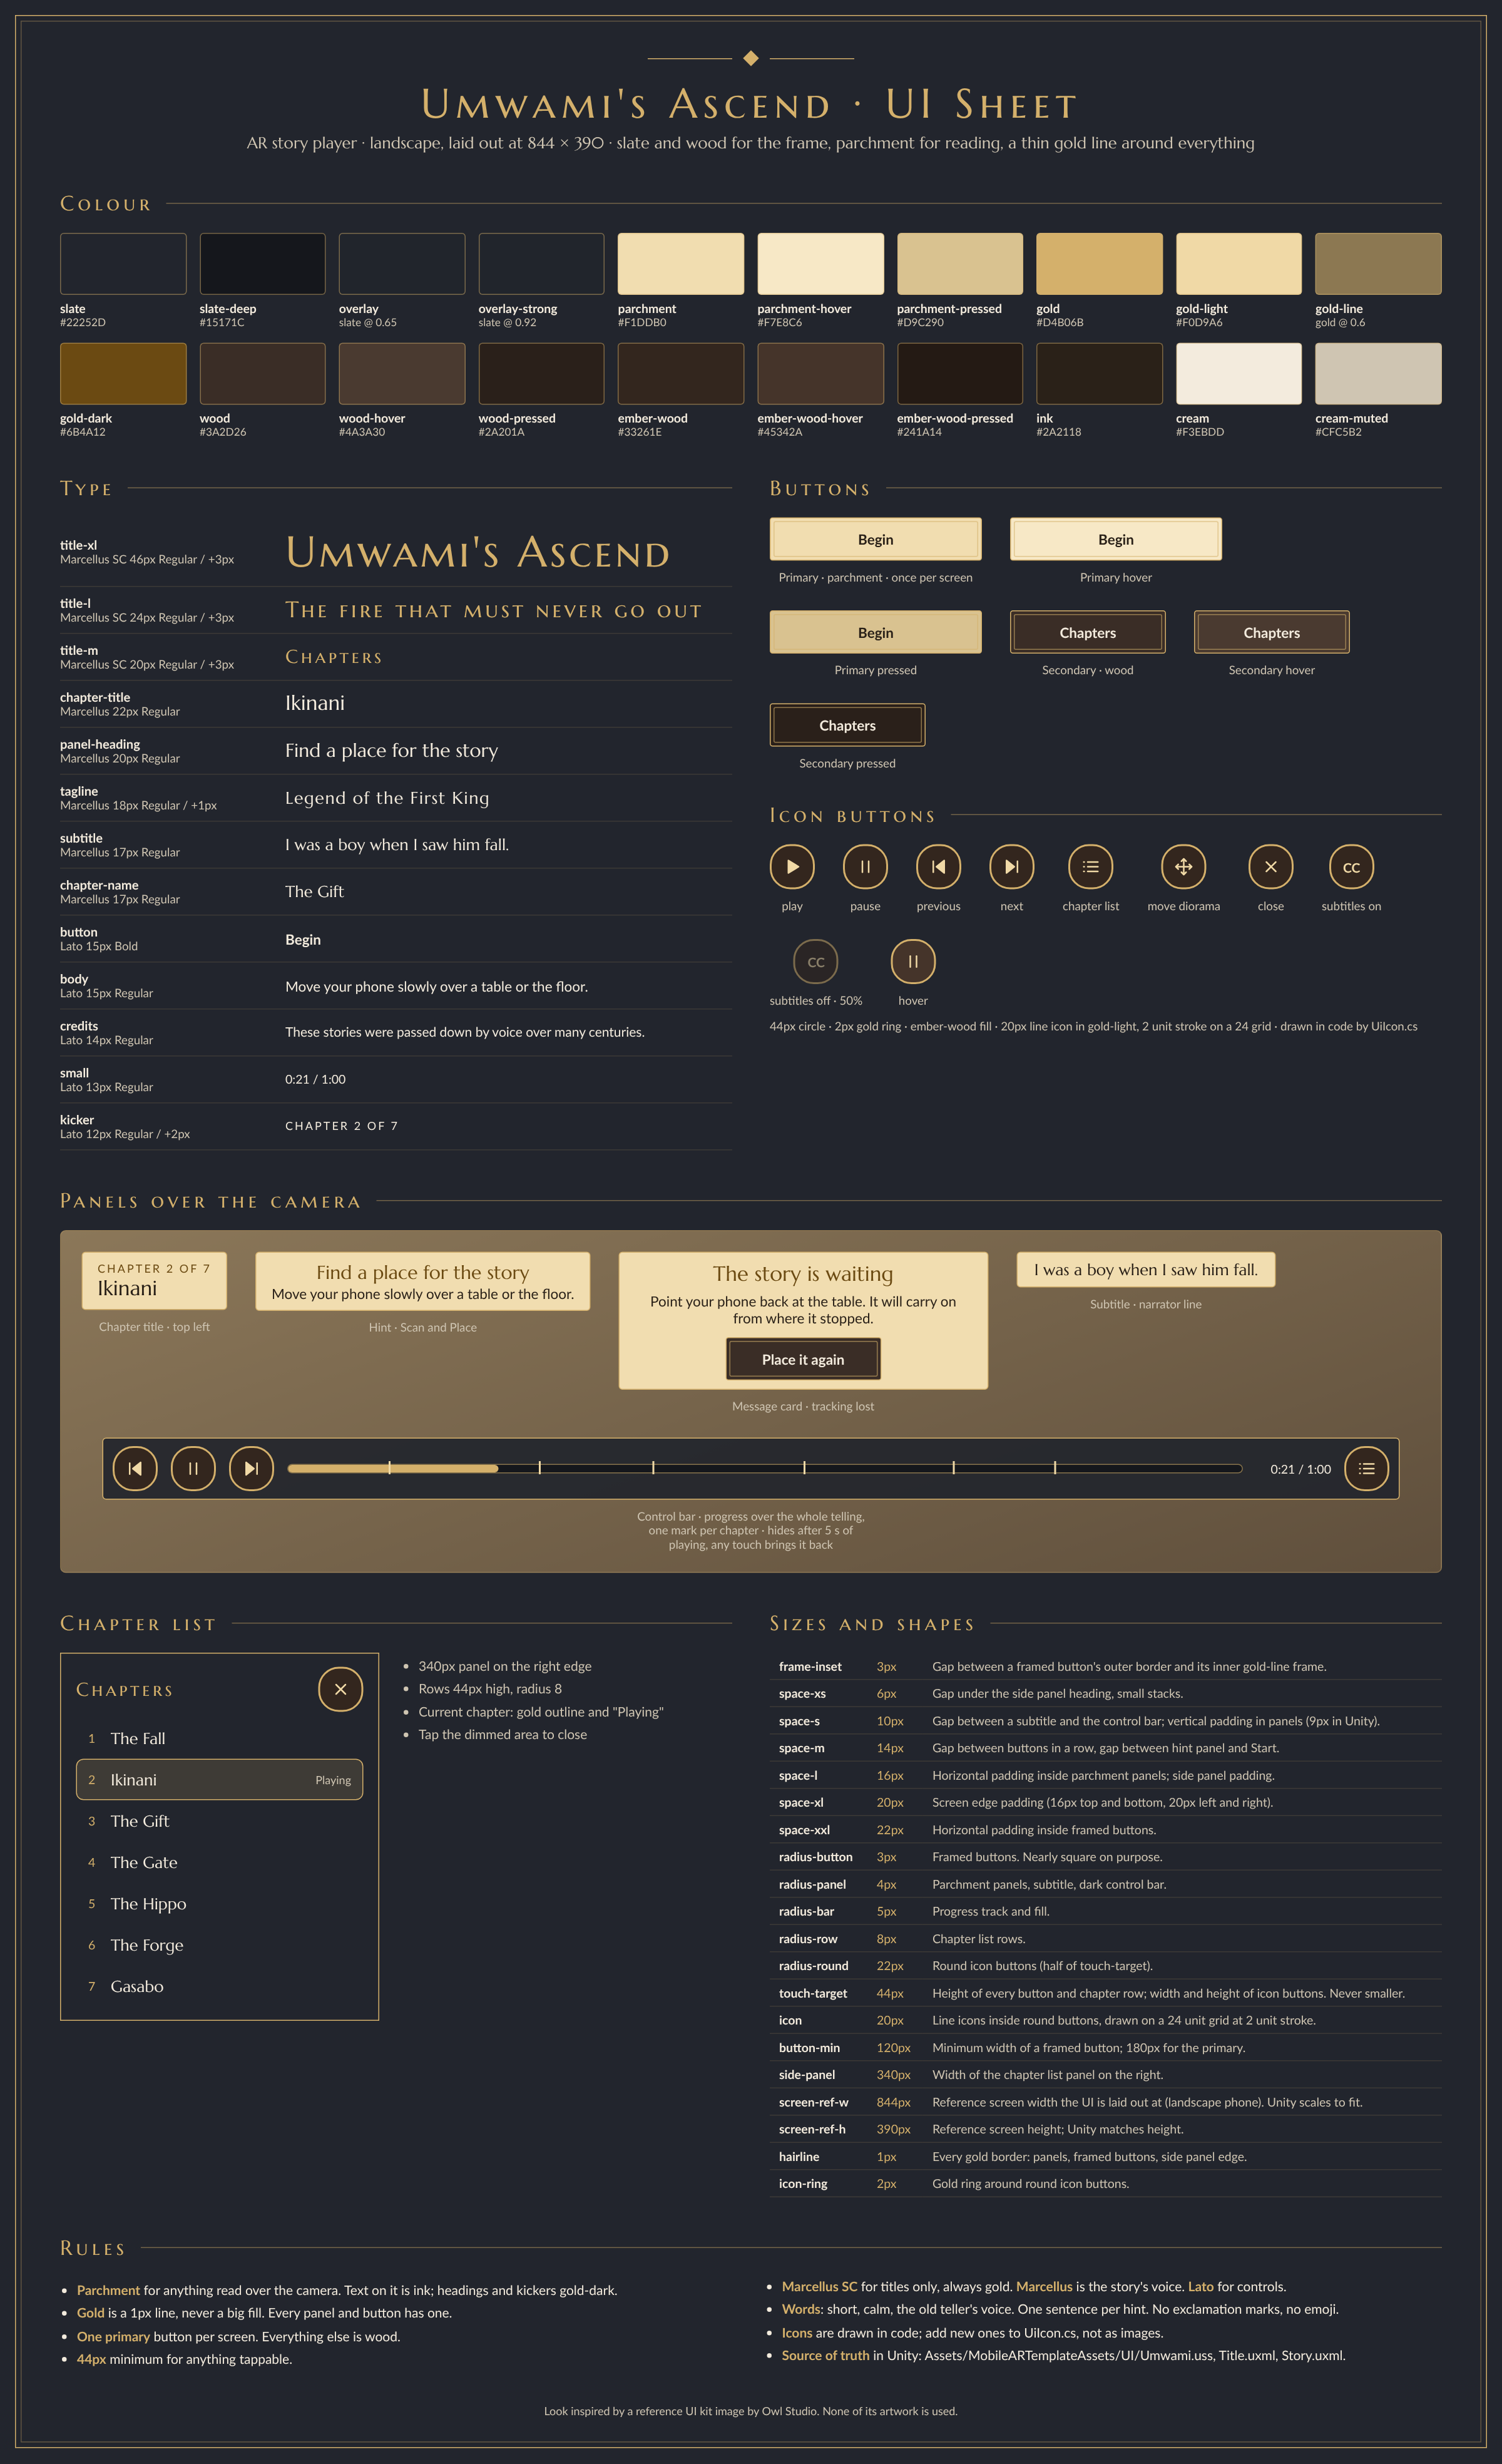 Umwami's Ascend · UI Sheet
AR story player · landscape, laid out at 844 × 390 · slate and wood for the frame, parchment for reading, a thin gold line around everything
Colour
slate
#22252D
slate-deep
#15171C
overlay
slate @ 0.65
overlay-strong
slate @ 0.92
parchment
#F1DDB0
parchment-hover
#F7E8C6
parchment-pressed
#D9C290
gold
#D4B06B
gold-light
#F0D9A6
gold-line
gold @ 0.6
gold-dark
#6B4A12
wood
#3A2D26
wood-hover
#4A3A30
wood-pressed
#2A201A
ember-wood
#33261E
ember-wood-hover
#45342A
ember-wood-pressed
#241A14
ink
#2A2118
cream
#F3EBDD
cream-muted
#CFC5B2
Type
title-xl
Marcellus SC 46px Regular / +3px
Umwami's Ascend
title-l
Marcellus SC 24px Regular / +3px
The fire that must never go out
title-m
Marcellus SC 20px Regular / +3px
Chapters
chapter-title
Marcellus 22px Regular
Ikinani
panel-heading
Marcellus 20px Regular
Find a place for the story
tagline
Marcellus 18px Regular / +1px
Legend of the First King
subtitle
Marcellus 17px Regular
I was a boy when I saw him fall.
chapter-name
Marcellus 17px Regular
The Gift
button
Lato 15px Bold
Begin
body
Lato 15px Regular
Move your phone slowly over a table or the floor.
credits
Lato 14px Regular
These stories were passed down by voice over many centuries.
small
Lato 13px Regular
0:21 / 1:00
kicker
Lato 12px Regular / +2px
CHAPTER 2 OF 7
Buttons
Begin
Primary · parchment · once per screen
Begin
Primary hover
Begin
Primary pressed
Chapters
Secondary · wood
Chapters
Secondary hover
Chapters
Secondary pressed
Icon buttons
play
pause
previous
next
chapter list
move diorama
close
CC
subtitles on
CC
subtitles off · 50%
hover
44px circle · 2px gold ring · ember-wood fill · 20px line icon in gold-light, 2 unit stroke on a 24 grid · drawn in code by UiIcon.cs
Panels over the camera
CHAPTER 2 OF 7
Ikinani
Chapter title · top left
Find a place for the story
Move your phone slowly over a table or the floor.
Hint · Scan and Place
The story is waiting
Point your phone back at the table. It will carry on
from where it stopped.
Place it again
Message card · tracking lost
I was a boy when I saw him fall.
Subtitle · narrator line
0:21 / 1:00
Control bar · progress over the whole telling,
one mark per chapter · hides after 5 s of
playing, any touch brings it back
Chapter list
Chapters
1 The Fall
2 Ikinani Playing
3 The Gift
4 The Gate
5 The Hippo
6 The Forge
7 Gasabo
• 340px panel on the right edge
• Rows 44px high, radius 8
• Current chapter: gold outline and "Playing"
• Tap the dimmed area to close
Sizes and shapes
frame-inset 3px Gap between a framed button's outer border and its inner gold-line frame.
space-xs 6px Gap under the side panel heading, small stacks.
space-s 10px Gap between a subtitle and the control bar; vertical padding in panels (9px in Unity).
space-m 14px Gap between buttons in a row, gap between hint panel and Start.
space-l 16px Horizontal padding inside parchment panels; side panel padding.
space-xl 20px Screen edge padding (16px top and bottom, 20px left and right).
space-xxl 22px Horizontal padding inside framed buttons.
radius-button 3px Framed buttons. Nearly square on purpose.
radius-panel 4px Parchment panels, subtitle, dark control bar.
radius-bar 5px Progress track and fill.
radius-row 8px Chapter list rows.
radius-round 22px Round icon buttons (half of touch-target).
touch-target 44px Height of every button and chapter row; width and height of icon buttons. Never smaller.
icon 20px Line icons inside round buttons, drawn on a 24 unit grid at 2 unit stroke.
button-min 120px Minimum width of a framed button; 180px for the primary.
side-panel 340px Width of the chapter list panel on the right.
screen-ref-w 844px Reference screen width the UI is laid out at (landscape phone). Unity scales to fit.
screen-ref-h 390px Reference screen height; Unity matches height.
hairline 1px Every gold border: panels, framed buttons, side panel edge.
icon-ring 2px Gold ring around round icon buttons.
Rules
• Parchment for anything read over the camera. Text on it is ink; headings and kickers gold-dark.
• Gold is a 1px line, never a big fill. Every panel and button has one.
• One primary button per screen. Everything else is wood.
• 44px minimum for anything tappable.
• Marcellus SC for titles only, always gold. Marcellus is the story's voice. Lato for controls.
• Words: short, calm, the old teller's voice. One sentence per hint. No exclamation marks, no emoji.
• Icons are drawn in code; add new ones to UiIcon.cs, not as images.
• Source of truth in Unity: Assets/MobileARTemplateAssets/UI/Umwami.uss, Title.uxml, Story.uxml.
Look inspired by a reference UI kit image by Owl Studio. None of its artwork is used.